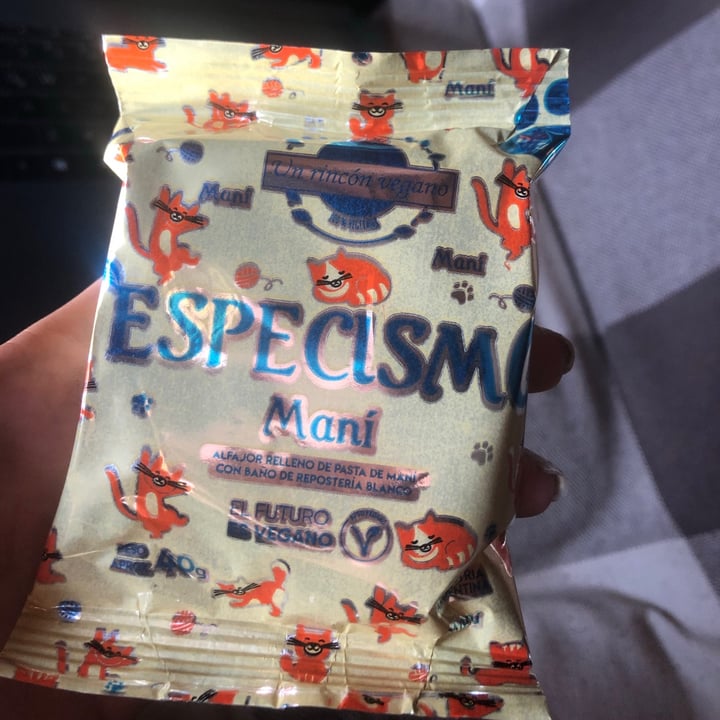 Maní
Un rincón vegano
Maní
Maní
ESPECISM
Maní
ALFAJOR RELLENO DE PASTA DE MANÍ
CON BAÑO DE REPOSTERÍA BLANCO
EL FUTURO
ES VEGANO
V
40g